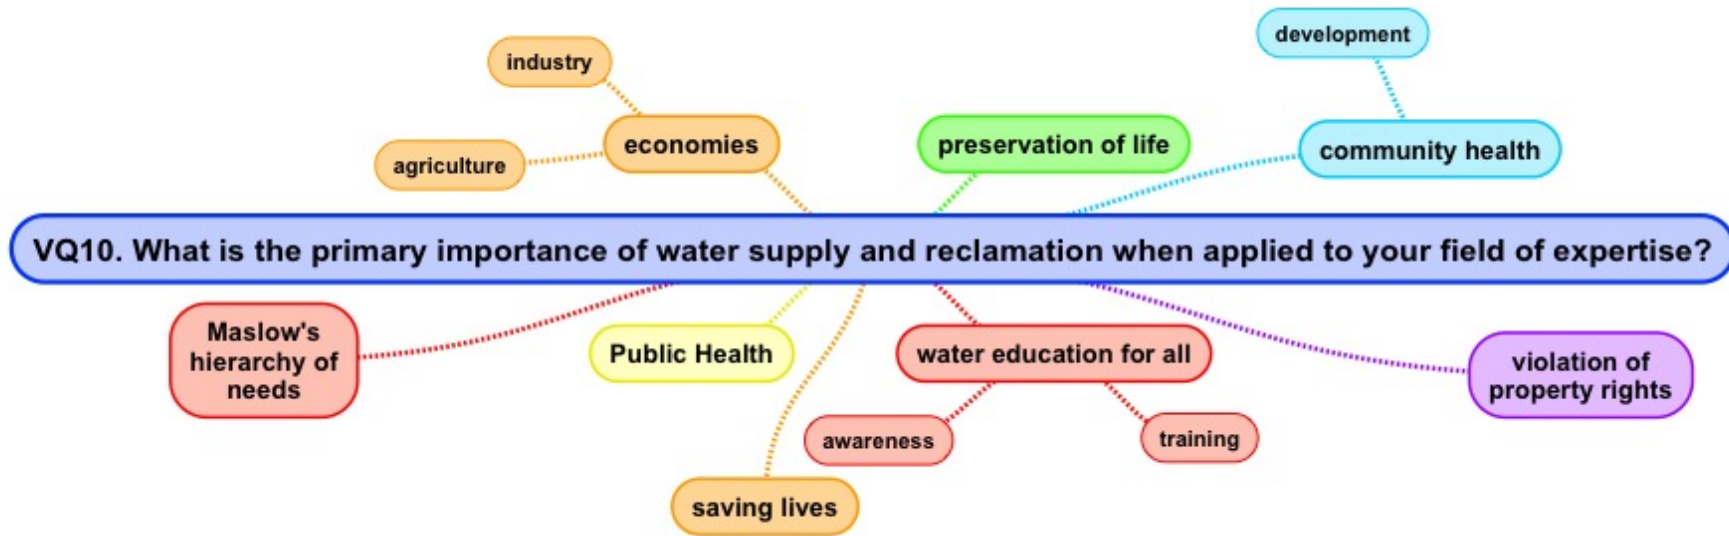 development
industry
economies
preservation of life
community health
agriculture
VQ10. What is the primary importance of water supply and reclamation when applied to your field of expertise?
Maslow's
hierarchy of
needs
Public Health
water education for all
violation of
property rights
awareness
training
saving lives